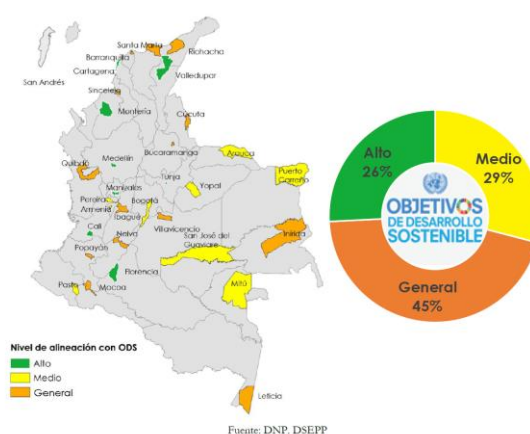 Santa Marta
Riohacha
Barranquilla
Cartagena
Valledupar
San Andrés
Sincelejo
Montería
Cúcuta
Bucaramanga
Arauca
Medellín
Quibdó
Tunja
Puerto
Carreño
Yopal
Manizales
Pereira
Bogotá
Armenia
Ibagué
Villavicencio
Inírida
Cali
Neiva
San José del
Guaviare
Popayán
Florencia
Mitú
Pasto
Mocoa
Leticia
Nivel de alineación con ODS
Alto
Medio
General
Alto
26%
Medio
29%
OBJETIVOS
DE DESARROLLO
SOSTENIBLE
General
45%
Fuente: DNP. DSEPP